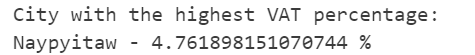 City with the highest VAT percentage:
Naypyitaw - 4.761898151070744 %